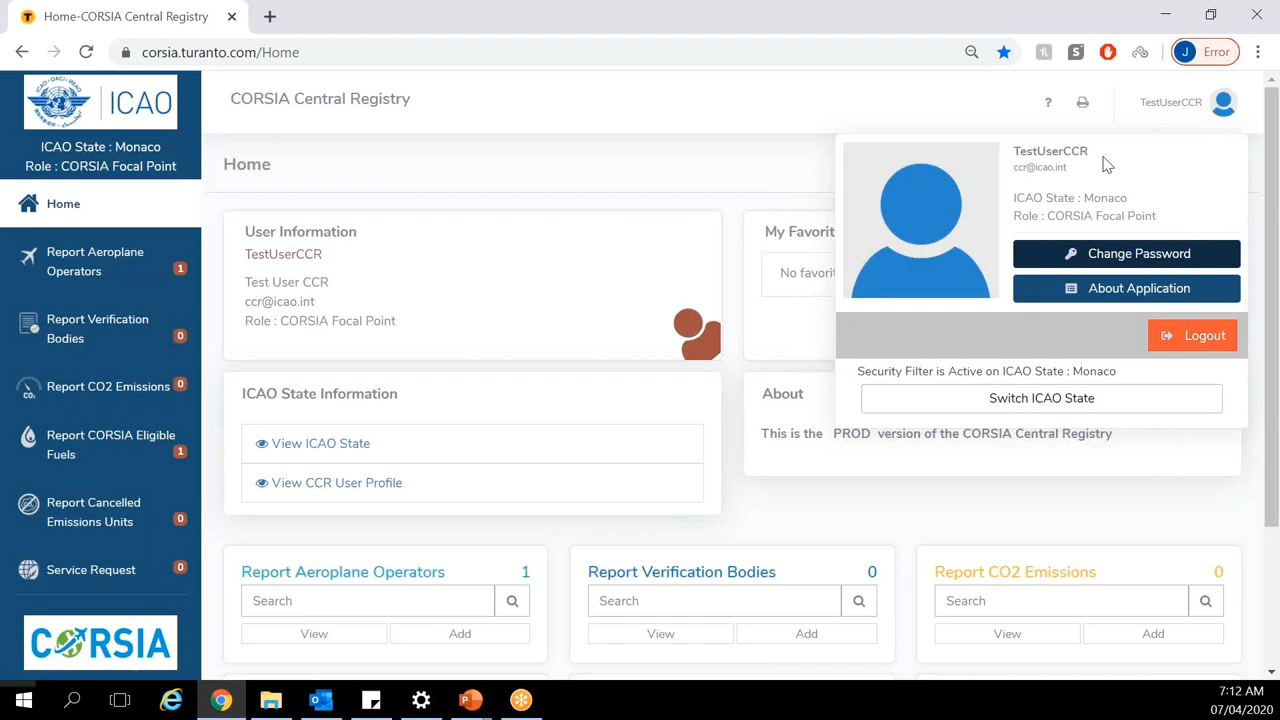 Home-CORSIA Central Registry
corsia.turanto.com/Home
J Error
ICAO
ICAO State : Monaco
Role : CORSIA Focal Point
Home
Report Aeroplane
Operators 1
Report Verification
Bodies 0
CO2
Report CO2 Emissions 0
Report CORSIA Eligible
Fuels 1
Report Cancelled
Emissions Units 0
Service Request 0
CORSIA
CORSIA Central Registry
? TestUserCCR
Home
User Information
TestUserCCR
Test User CCR
ccr@icao.int
Role : CORSIA Focal Point
My Favorit
No favori
TestUserCCR
ccr@icao.int
ICAO State : Monaco
Role : CORSIA Focal Point
Change Password
About Application
Logout
Security Filter is Active on ICAO State : Monaco
Switch ICAO State
ICAO State Information
View ICAO State
View CCR User Profile
About
This is the PROD version of the CORSIA Central Registry
Report Aeroplane Operators 1
Search
View Add
Report Verification Bodies 0
Search
View Add
Report CO2 Emissions 0
Search
View Add
7:12 AM
07/04/2020